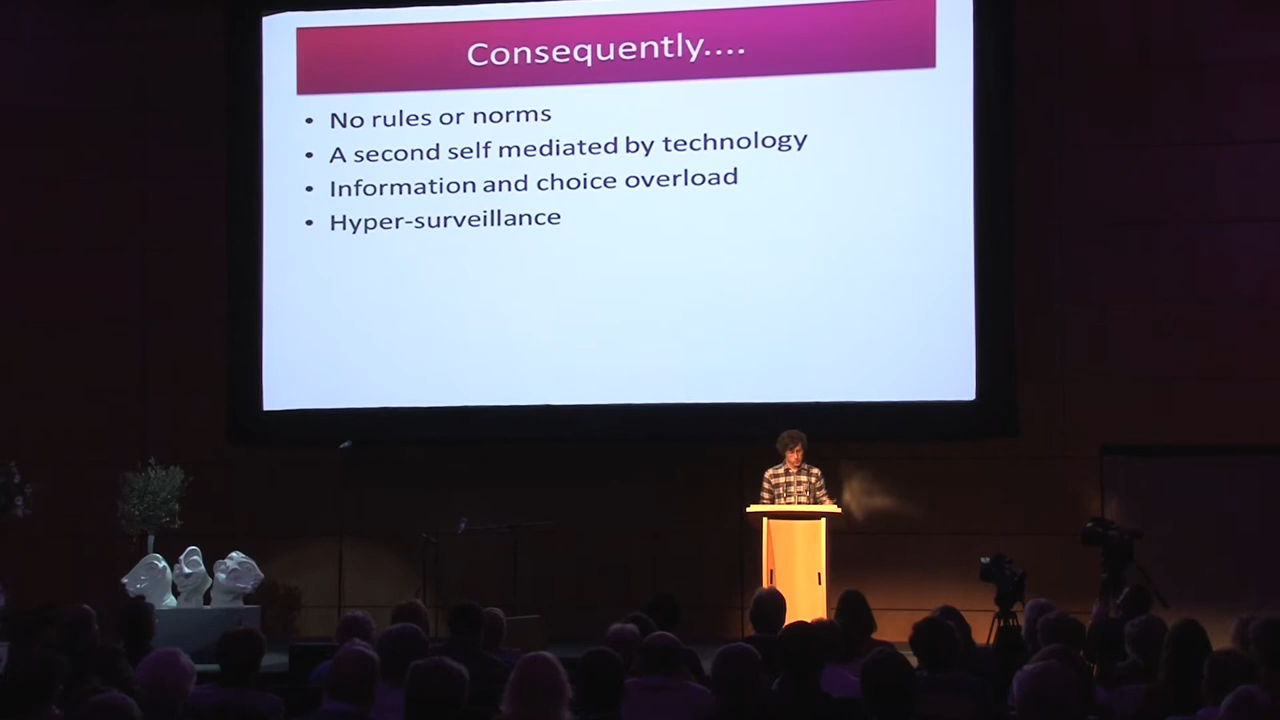 Consequently....
• No rules or norms
• A second self mediated by technology
• Information and choice overload
• Hyper-surveillance